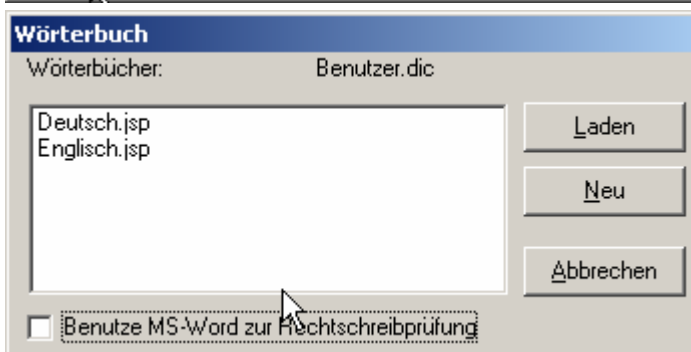 Wörterbuch
Wörterbücher: Benutzer.dic
Deutsch.jsp
Englisch.jsp
Laden
Neu
Abbrechen
Benutze MS-Word zur Rechtschreibprüfung